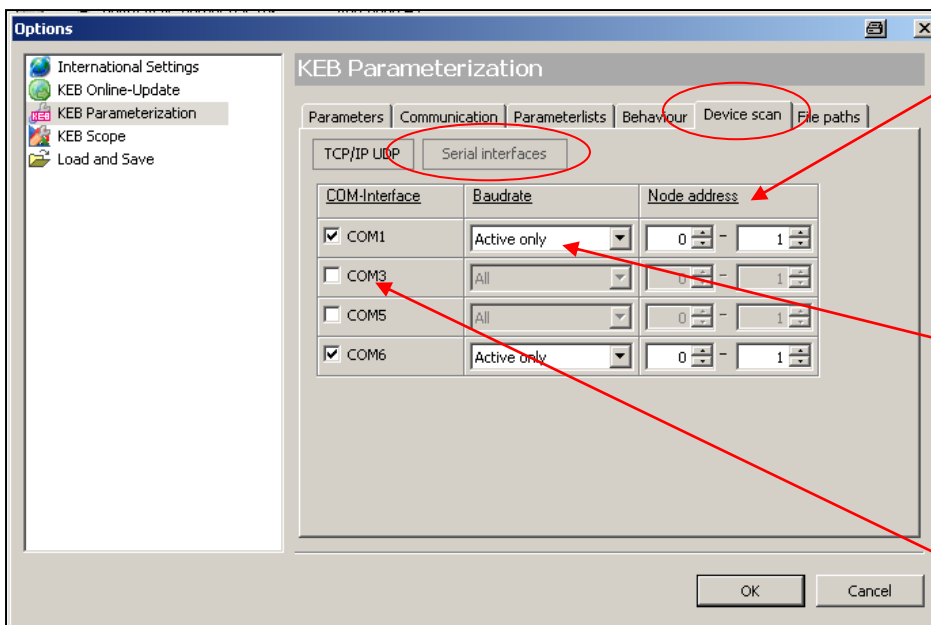 Options
International Settings
KEB Online-Update
KEB Parameterization
KEB Scope
Load and Save
KEB Parameterization
Parameters Communication Parameterlists Behaviour Device scan File paths
TCP/IP UDP Serial interfaces
COM-Interface Baudrate Node address
COM1 Active only 0 - 1
COM3 All 0 - 1
COM5 All 0 - 1
COM6 Active only 0 - 1
OK Cancel